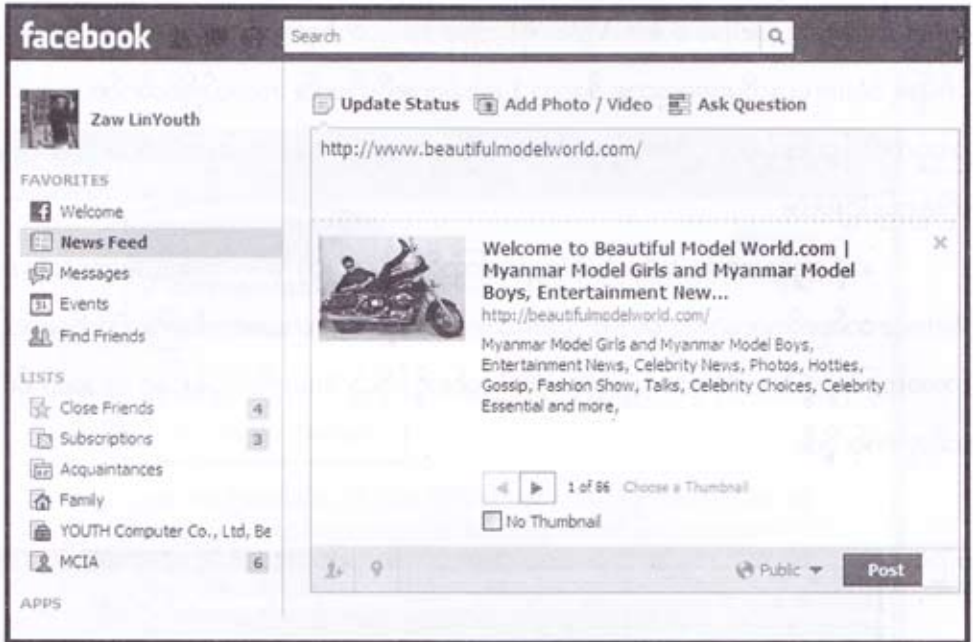 facebook
Search
Zaw LinYouth
FAVORITES
Welcome
News Feed
Messages
31 Events
Find Friends
LISTS
Close Friends 4
Subscriptions 3
Acquaintances
Family
YOUTH Computer Co., Ltd, Be
MCIA 6
APPS
Update Status Add Photo / Video Ask Question
http://www.beautifulmodelworld.com/
Welcome to Beautiful Model World.com |
Myanmar Model Girls and Myanmar Model
Boys, Entertainment New...
http://beautifulmodelworld.com/
Myanmar Model Girls and Myanmar Model Boys,
Entertainment News, Celebrity News, Photos, Hotties,
Gossip, Fashion Show, Talks, Celebrity Choices, Celebrity
Essential and more,
1 of 86 Choose a Thumbnail
No Thumbnail
Public Post